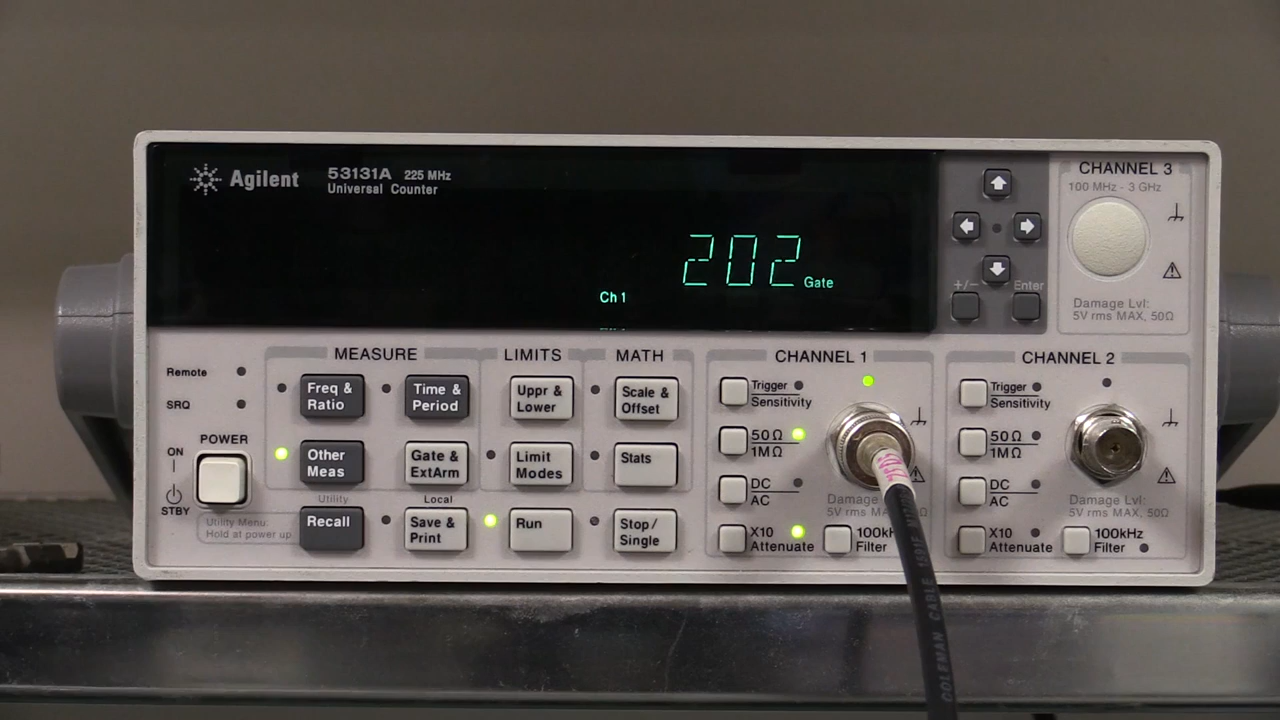 Agilent
53131A 225 MHz
Universal Counter
202
Ch 1
Gate
+/-
Enter
CHANNEL 3
100 MHz - 3 GHz
Damage Lvl:
5V rms MAX, 50Ω
Remote
SRQ
POWER
ON
STBY
Utility Menu:
Hold at power up
MEASURE
Freq &
Ratio
Time &
Period
Other
Meas
Gate &
ExtArm
Utility
Local
Recall
Save &
Print
LIMITS
Uppr &
Lower
Limit
Modes
Run
MATH
Scale &
Offset
Stats
Stop/
Single
CHANNEL 1
Trigger
Sensitivity
50Ω
1MΩ
DC
AC
X10
Attenuate
100kH
Filter
Damage
5V rms M
Ω
COLEMAN CABLE
CHANNEL 2
Trigger
Sensitivity
50Ω
1MΩ
DC
AC
X10
Attenuate
100kHz
Filter
Damage Lvl:
5V rms MAX, 50Ω